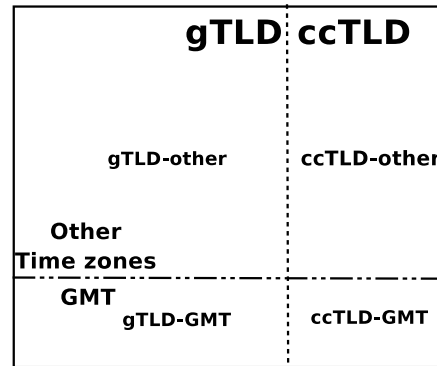 gTLD ccTLD
gTLD-other ccTLD-other
Other
Time zones
GMT
gTLD-GMT ccTLD-GMT